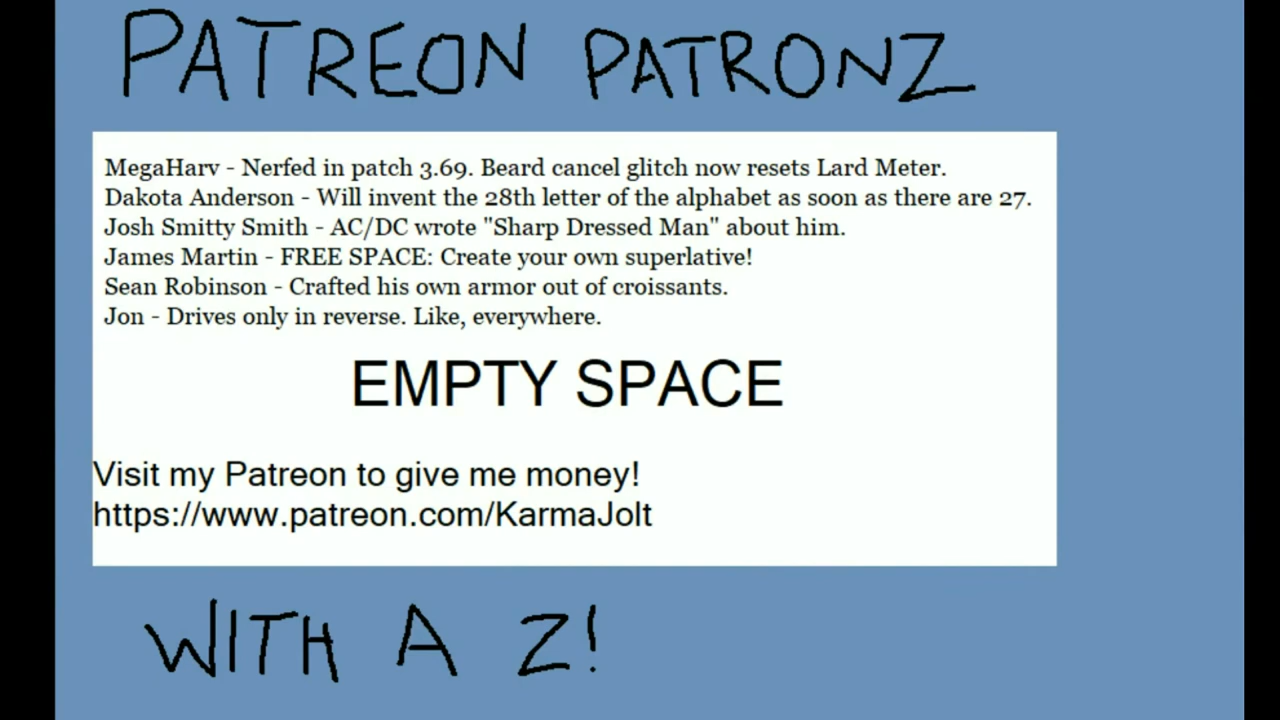 PATREON PATRONZ
MegaHarv - Nerfed in patch 3.69. Beard cancel glitch now resets Lard Meter.
Dakota Anderson - Will invent the 28th letter of the alphabet as soon as there are 27.
Josh Smitty Smith - AC/DC wrote "Sharp Dressed Man" about him.
James Martin - FREE SPACE: Create your own superlative!
Sean Robinson - Crafted his own armor out of croissants.
Jon - Drives only in reverse. Like, everywhere.
EMPTY SPACE
Visit my Patreon to give me money!
https://www.patreon.com/KarmaJolt
WITH A Z!